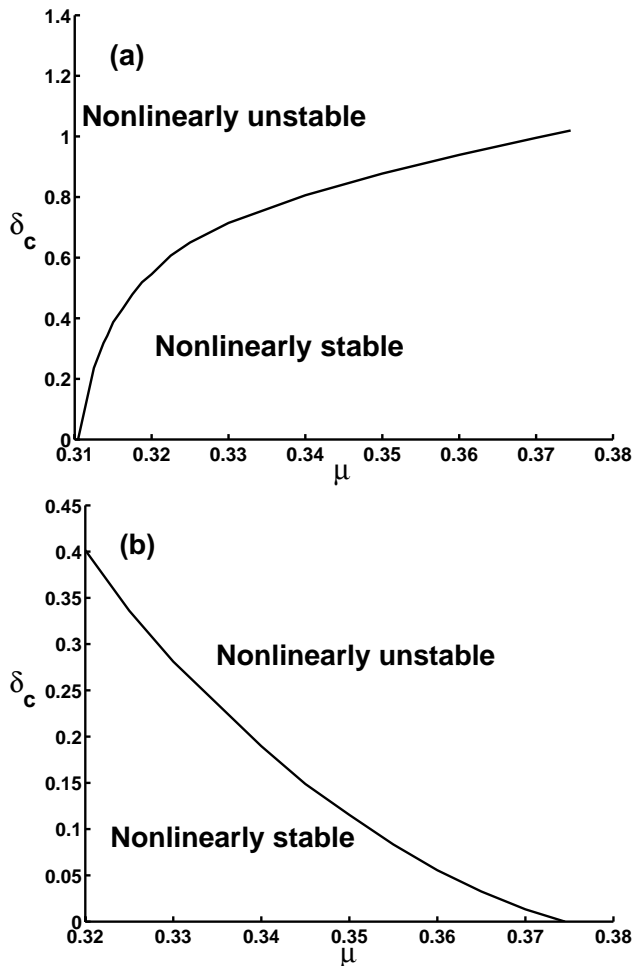 1.4
(a)
1.2
Nonlinearly unstable
1
0.8
δc
0.6
0.4
Nonlinearly stable
0.2
0
0.31 0.32 0.33 0.34 0.35 0.36 0.37 0.38
μ
0.45
(b)
0.4
0.35
0.3
Nonlinearly unstable
0.25
δc
0.2
0.15
0.1
Nonlinearly stable
0.05
0
0.32 0.33 0.34 0.35 0.36 0.37 0.38
μ